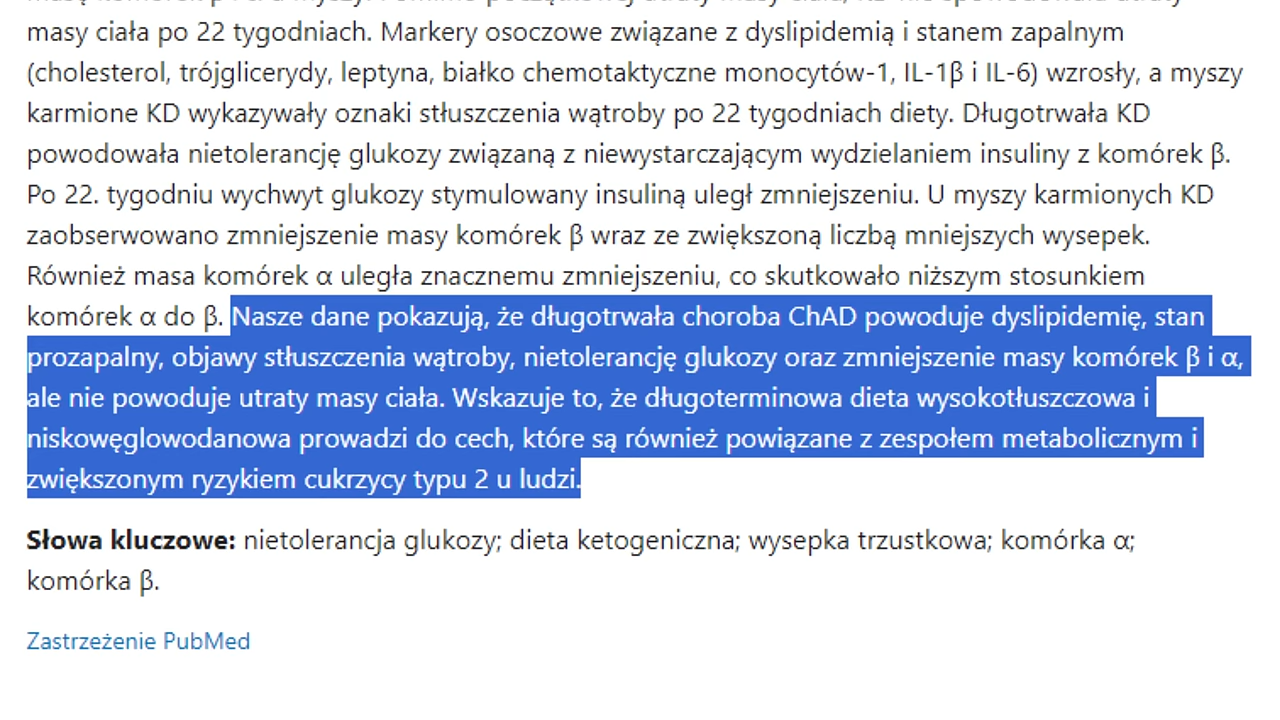 masy ciała po 22 tygodniach. Markery osoczowe związane z dyslipidemią i stanem zapalnym
(cholesterol, trójglicerydy, leptyna, białko chemotaktyczne monocytów-1, IL-1β i IL-6) wzrosły, a myszy
karmione KD wykazywały oznaki stłuszczenia wątroby po 22 tygodniach diety. Długotrwała KD
powodowała nietolerancję glukozy związaną z niewystarczającym wydzielaniem insuliny z komórek β.
Po 22. tygodniu wychwyt glukozy stymulowany insuliną uległ zmniejszeniu. U myszy karmionych KD
zaobserwowano zmniejszenie masy komórek β wraz ze zwiększoną liczbą mniejszych wysepek.
Również masa komórek α uległa znacznemu zmniejszeniu, co skutkowało niższym stosunkiem
komórek α do β. Nasze dane pokazują, że długotrwała choroba ChAD powoduje dyslipidemię, stan
prozapalny, objawy stłuszczenia wątroby, nietolerancję glukozy oraz zmniejszenie masy komórek β i α,
ale nie powoduje utraty masy ciała. Wskazuje to, że długoterminowa dieta wysokotłuszczowa i
niskowęglowodanowa prowadzi do cech, które są również powiązane z zespołem metabolicznym i
zwiększonym ryzykiem cukrzycy typu 2 u ludzi.
Słowa kluczowe: nietolerancja glukozy; dieta ketogeniczna; wysepka trzustkowa; komórka α;
komórka β.
Zastrzeżenie PubMed